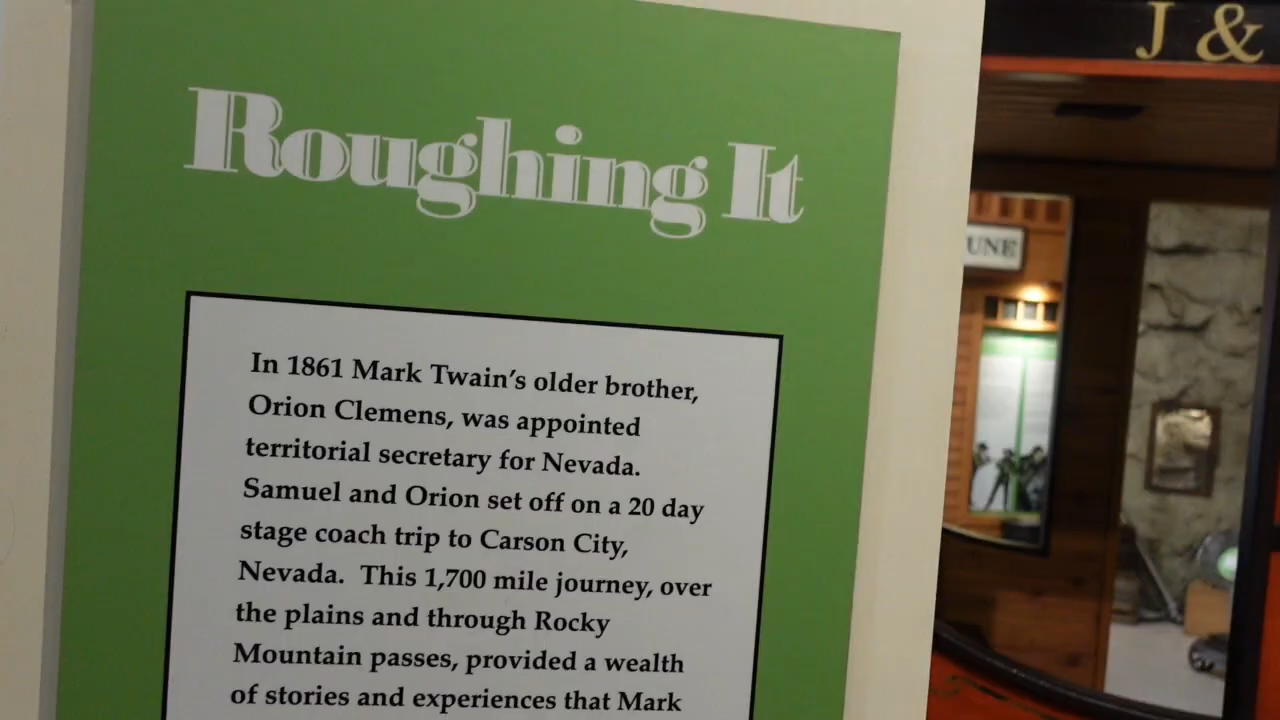 Roughing It
In 1861 Mark Twain's older brother,
Orion Clemens, was appointed
territorial secretary for Nevada.
Samuel and Orion set off on a 20 day
stage coach trip to Carson City,
Nevada.  This 1,700 mile journey, over
the plains and through Rocky
Mountain passes, provided a wealth
of stories and experiences that Mark
J &
UNE